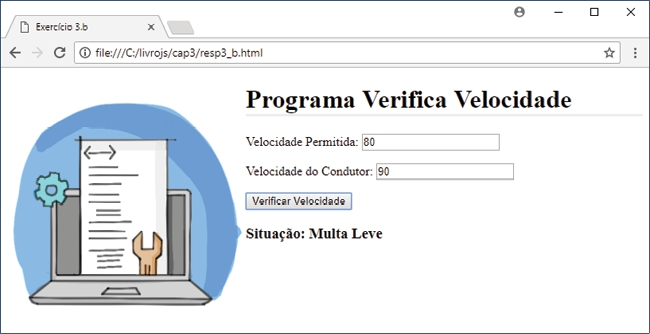 Exercício 3.b
file:///C:/livrojs/cap3/resp3_b.html
Programa Verifica Velocidade
Velocidade Permitida: 80
Velocidade do Condutor: 90
Verificar Velocidade
Situação: Multa Leve